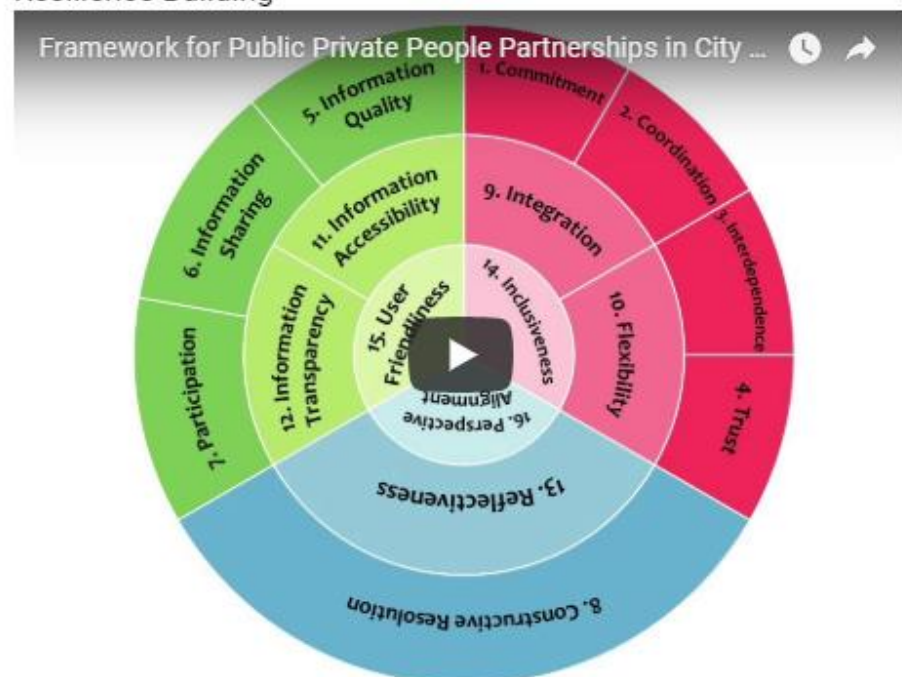 Framework for Public Private People Partnerships in City ...
1. Commitment
2. Coordination
3. Interdependence
4. Trust
5. Information
Quality
6. Information
Sharing
7. Participation
8. Constructive Resolution
9. Integration
10. Flexibility
11. Information
Accessibility
12. Information
Transparency
13. Reflectiveness
14. Inclusiveness
15. User
Friendliness
16. Perspective
Alignment